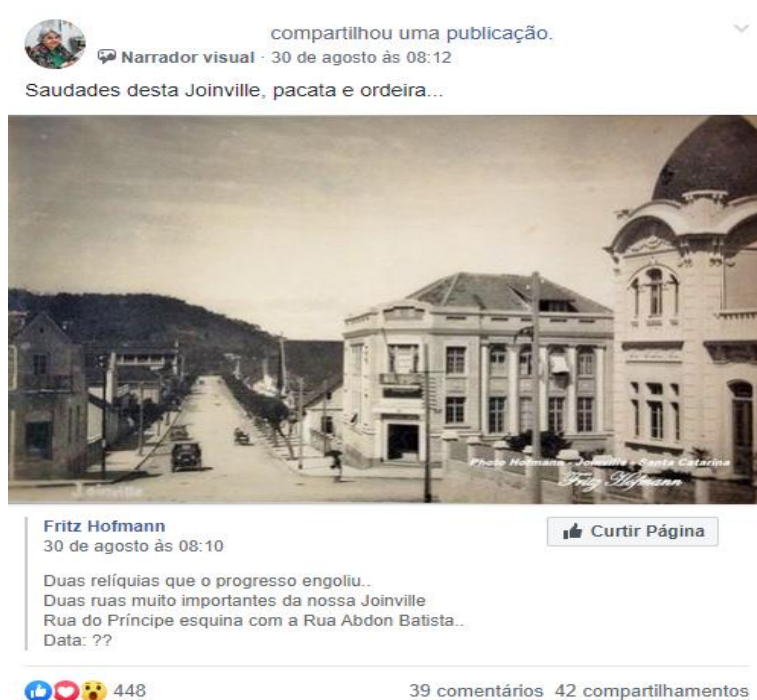 compartilhou uma publicação.
Narrador visual · 30 de agosto às 08:12
Saudades desta Joinville, pacata e ordeira...
Photo Hofmann - Joinville - Santa Catarina
Fritz Hofmann
Joinville
Fritz Hofmann
30 de agosto às 08:10
Curtir Página
Duas relíquias que o progresso engoliu..
Duas ruas muito importantes da nossa Joinville
Rua do Príncipe esquina com a Rua Abdon Batista..
Data: ??
448
39 comentários 42 compartilhamentos